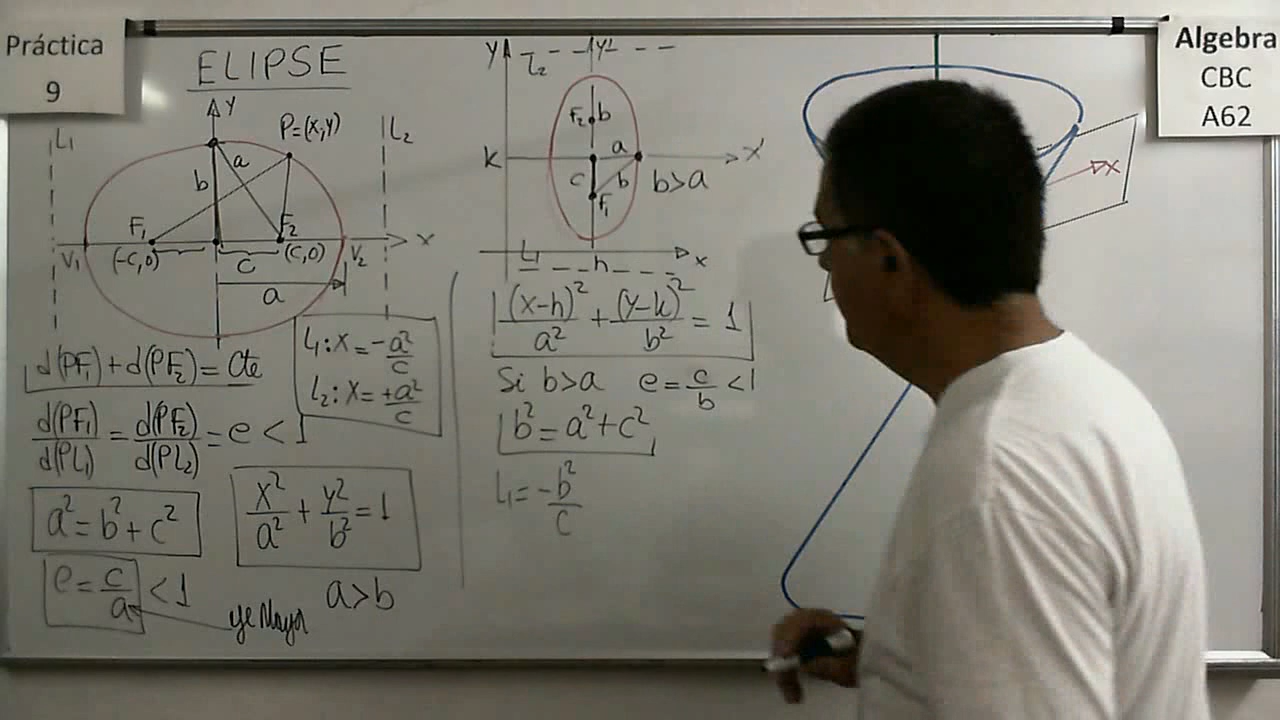 Práctica
9
Algebra
CBC
A62
ELIPSE
Y
P=(X,Y)
L₁
L₂
a
b
F₁
F₂
V₁
(-C,0)
C
(C,0)
V₂
X
a
d(PF₁)+d(PF₂)=Cte
d(PF₁)/d(PL₁) = d(PF₂)/d(PL₂) = e < 1
L₁: X = -a²/c
L₂: X = +a²/c
a² = b² + c²
X²/a² + Y²/b² = 1
e = c/a < 1
a>b
Y
L₂
Y'
F₂
b
k
a
X'
c
b
b>a
F₁
L₁
h
x
(x-h)²/a² + (y-k)²/b² = 1
Si b>a e = c/b < 1
b² = a² + c²
L₁ = -b²/c
X